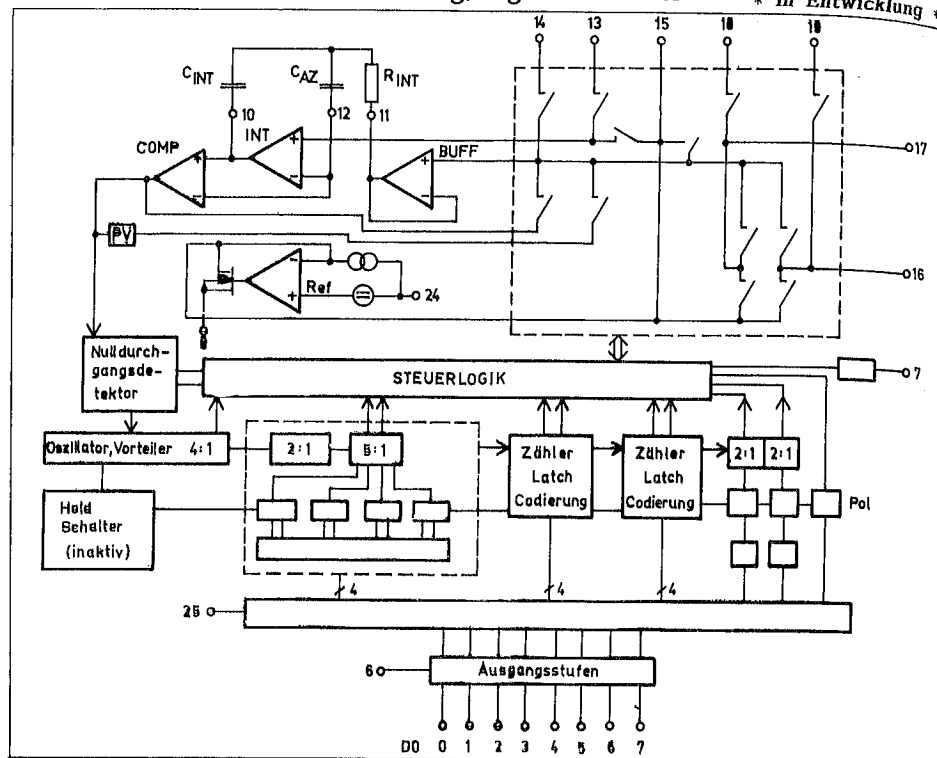 * in Entwicklung *
14 13 15 18 19
C INT
C AZ
R INT
10 12 11
COMP
INT
BUFF
+
-
+
-
+
-
17
PV
-
+
Ref
24
16
Nulldurch-
gangsde-
tektor
STEUERLOGIK
7
Oszillator, Vorteiler 4:1
2:1
5:1
Zähler
Latch
Codierung
Zähler
Latch
Codierung
2:1 2:1
Hold
Schalter
(inaktiv)
Pol
4
4
4
25
6
Ausgangsstufen
D0 0 1 2 3 4 5 6 7